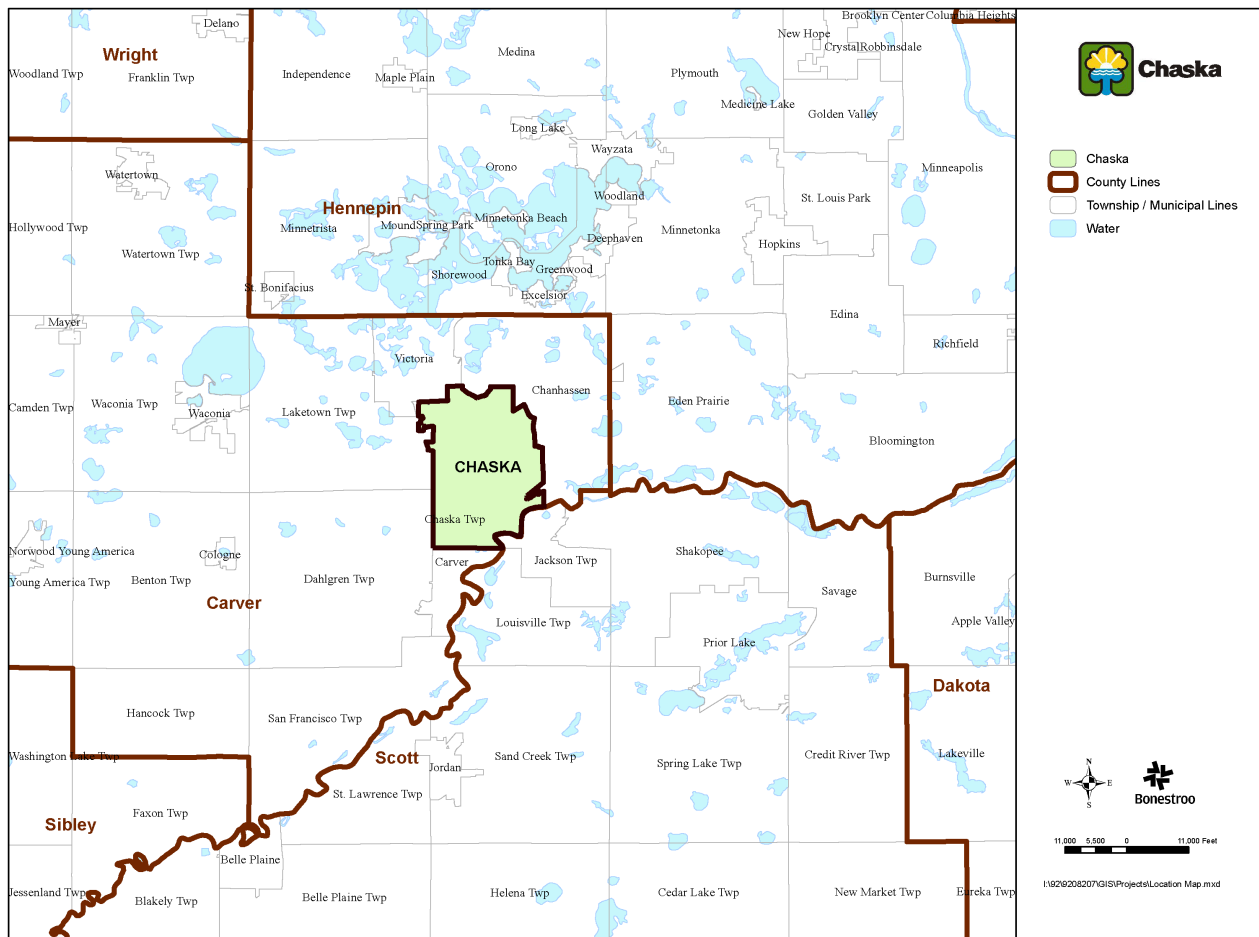 Delano
Brooklyn Center
Columbia Heights
New Hope
Crystal
Robbinsdale
Wright
Medina
Woodland Twp
Franklin Twp
Independence
Maple Plain
Plymouth
Chaska
Medicine Lake
Golden Valley
Long Lake
Wayzata
Chaska
Orono
Minneapolis
Watertown
County Lines
Woodland
St. Louis Park
Township / Municipal Lines
Hennepin
Minnetonka Beach
Mound
Spring Park
Minnetrista
Hollywood Twp
Minnetonka
Water
Deephaven
Hopkins
Watertown Twp
Tonka Bay
Greenwood
Shorewood
St. Bonifacius
Excelsior
Edina
Mayer
Richfield
Victoria
Chanhassen
Camden Twp
Waconia Twp
Waconia
Laketown Twp
Eden Prairie
Bloomington
CHASKA
Chaska Twp
Norwood Young America
Cologne
Carver
Jackson Twp
Shakopee
Young America Twp
Benton Twp
Dahlgren Twp
Savage
Burnsville
Carver
Louisville Twp
Apple Valley
Prior Lake
Dakota
Hancock Twp
San Francisco Twp
Washington Lake Twp
Scott
Sand Creek Twp
Credit River Twp
Lakeville
Jordan
Spring Lake Twp
N
W
E
S
Bonestroo
St. Lawrence Twp
Faxon Twp
Sibley
11,000 5,500 0 11,000 Feet
Belle Plaine
I:\92\9208207\GIS\Projects\Location Map.mxd
Jessenland Twp
Blakely Twp
Belle Plaine Twp
Helena Twp
Cedar Lake Twp
New Market Twp
Eureka Twp